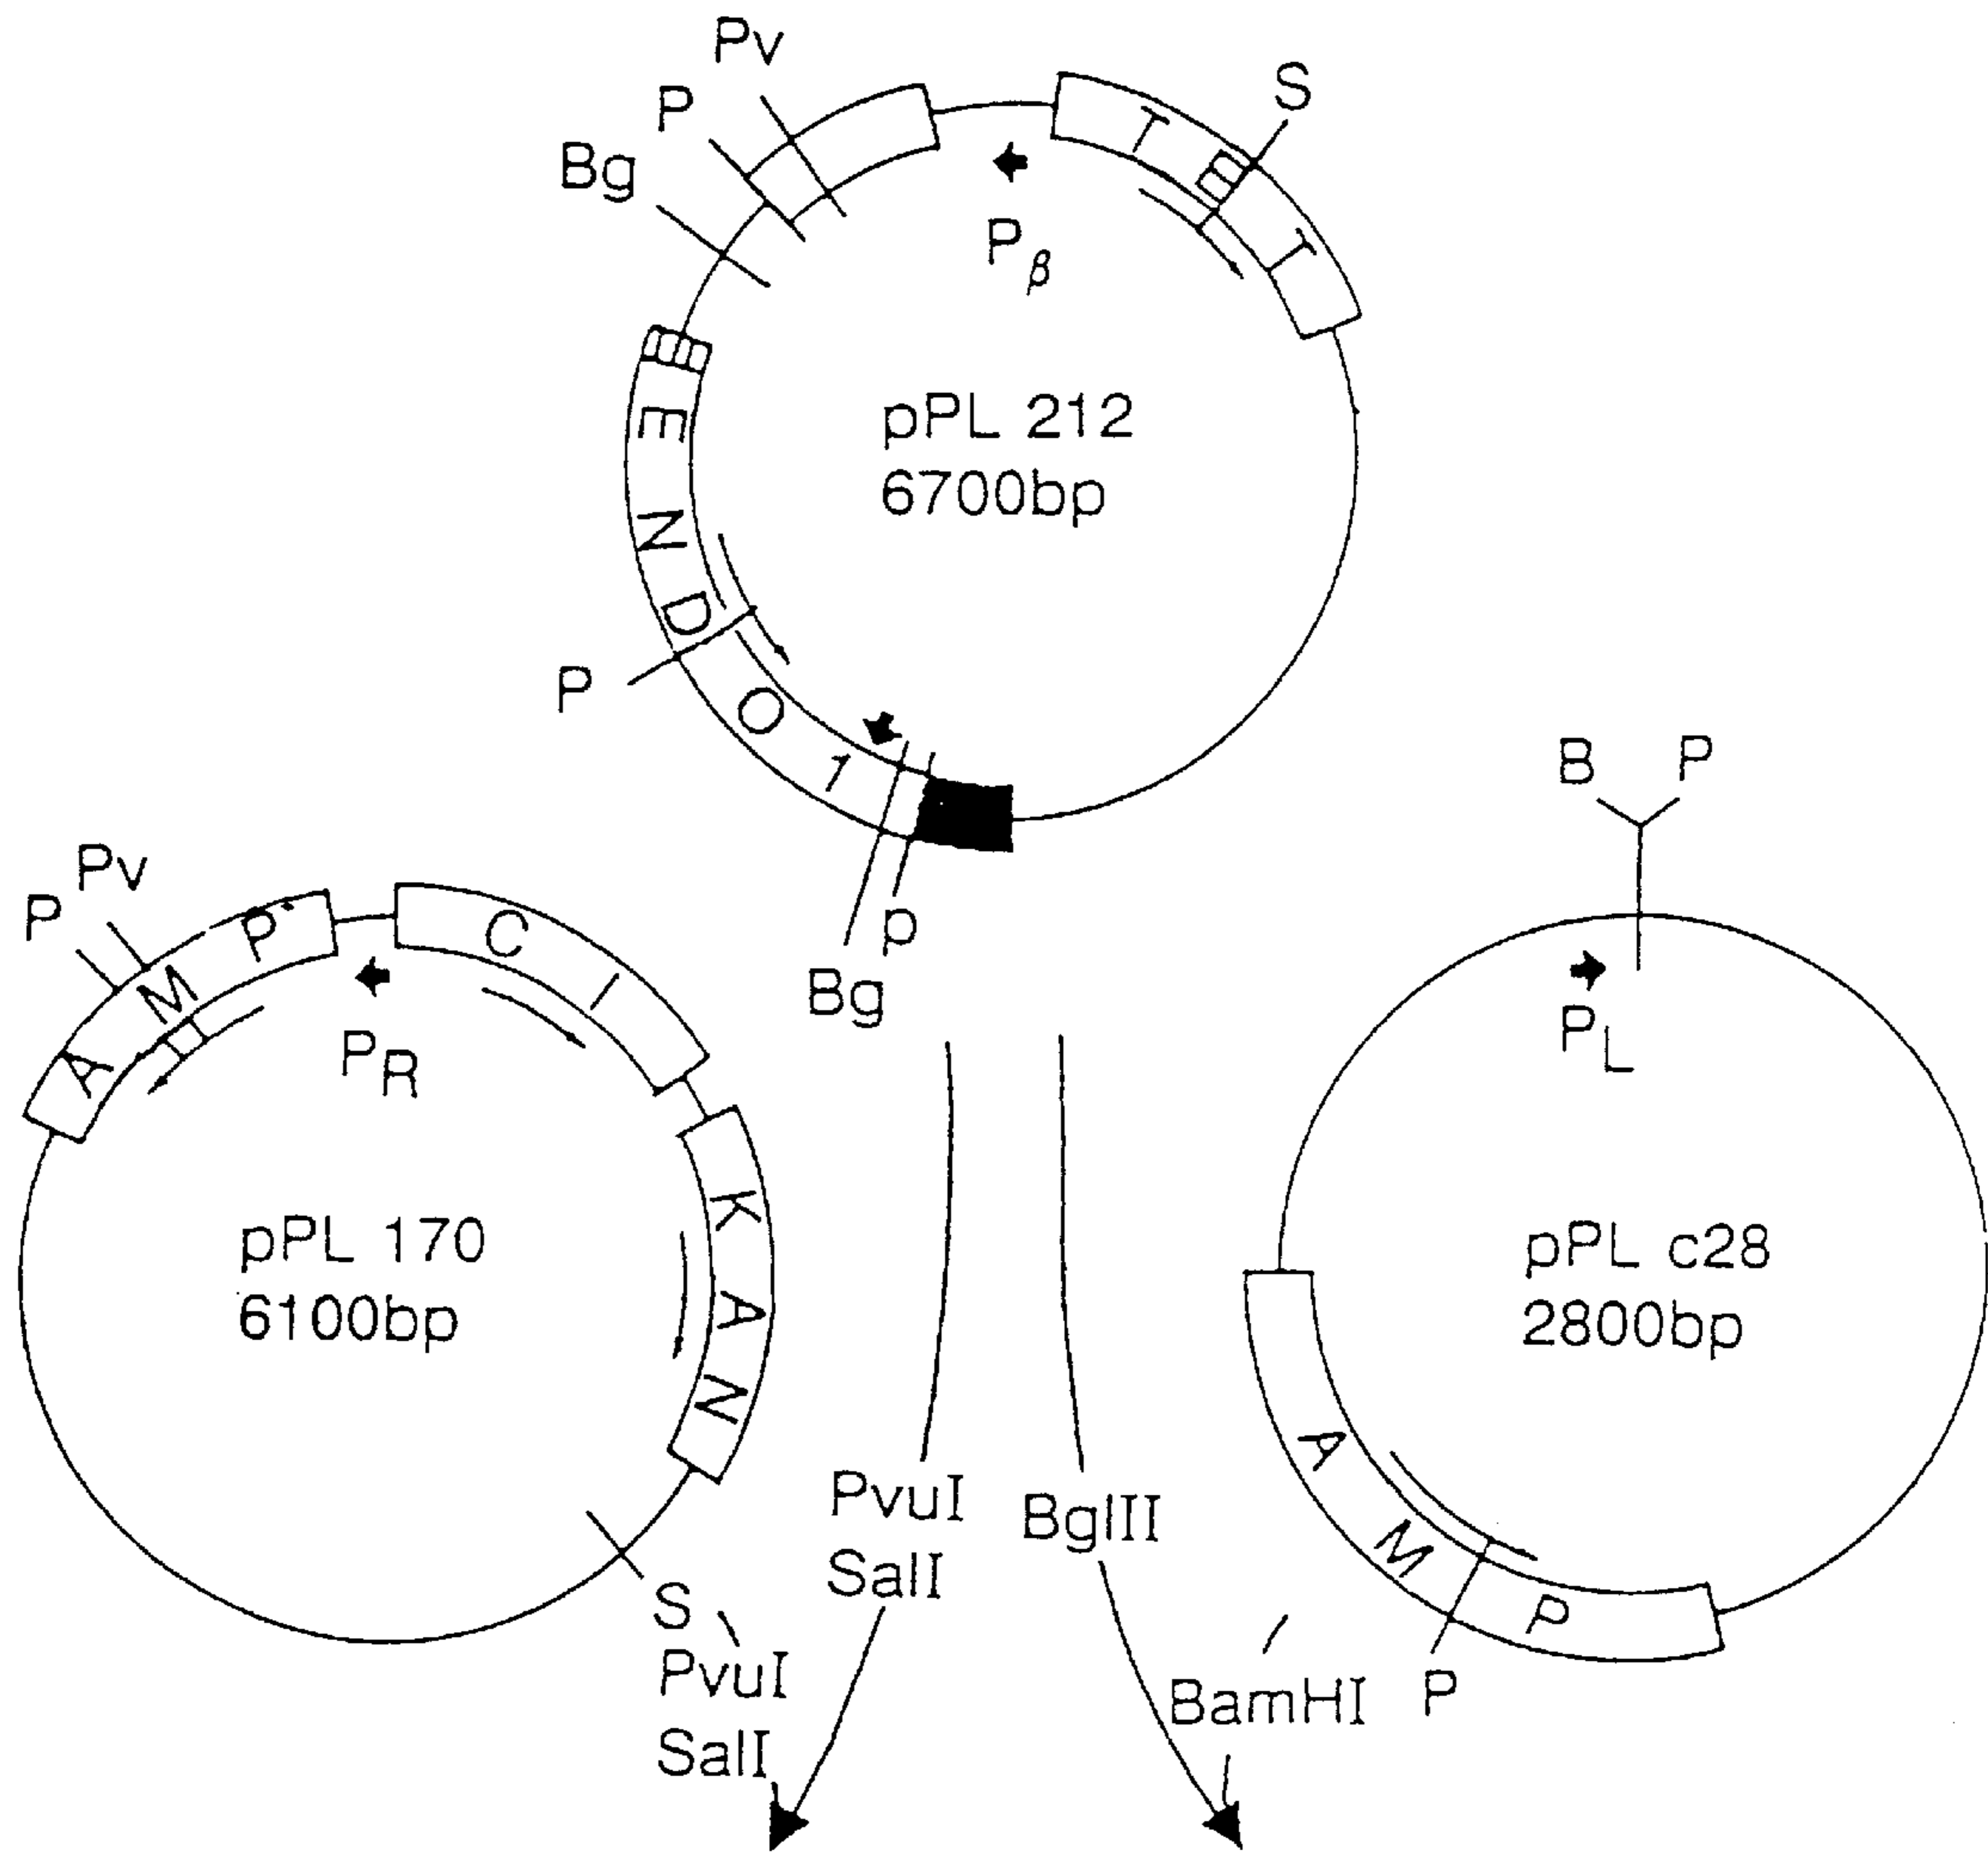 Pv
P
Bg
S
T
T
Pβ
pPL 212
6700bp
E
N
D
O
1
P
P
Bg
Pv
P
A M P
C I
PR
K A N
pPL 170
6100bp
S
PvuI
SalI
PvuI
SalI
BglII
BamHI
B P
PL
pPL c28
2800bp
A M P
P